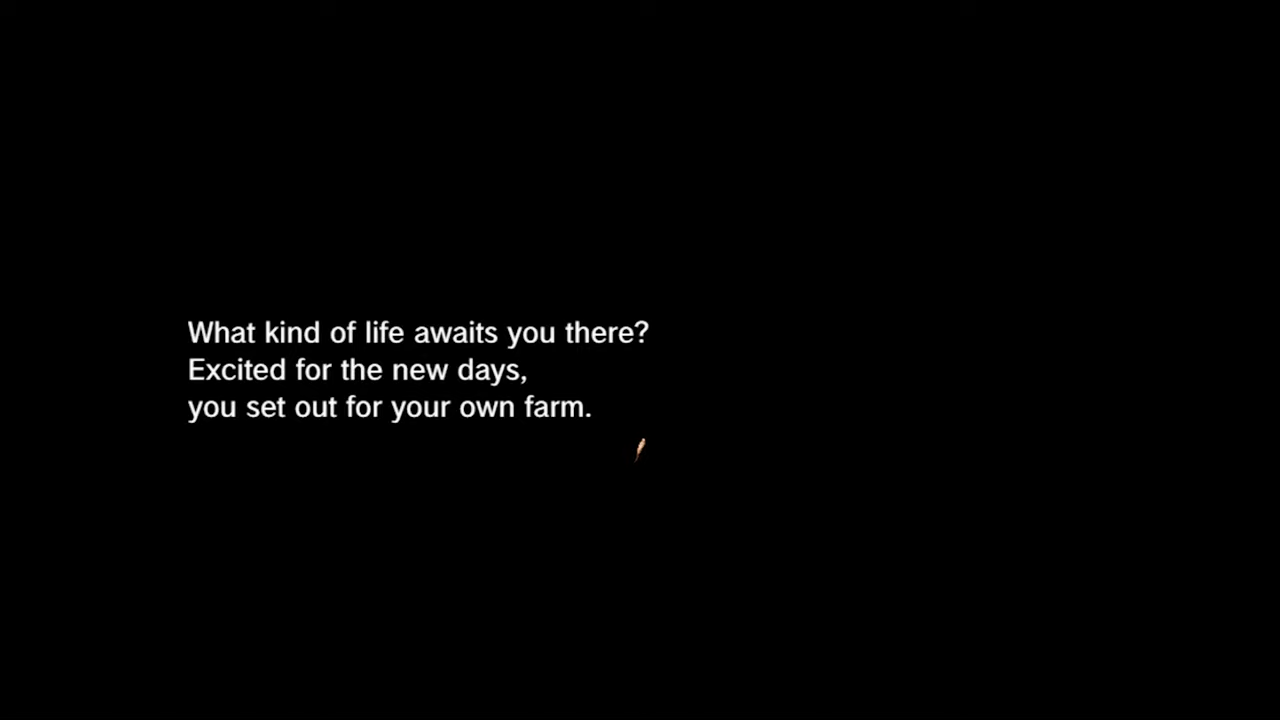 What kind of life awaits you there?
Excited for the new days,
you set out for your own farm.